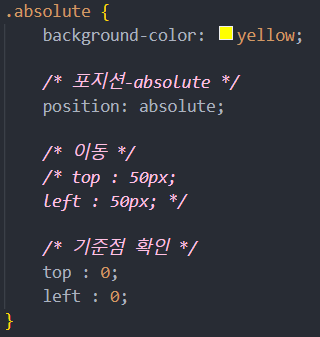 .absolute {
background-color: yellow;
/* 포지션-absolute */
position: absolute;
/* 이동 */
/* top : 50px;
left : 50px; */
/* 기준점 확인 */
top : 0;
left : 0;
}